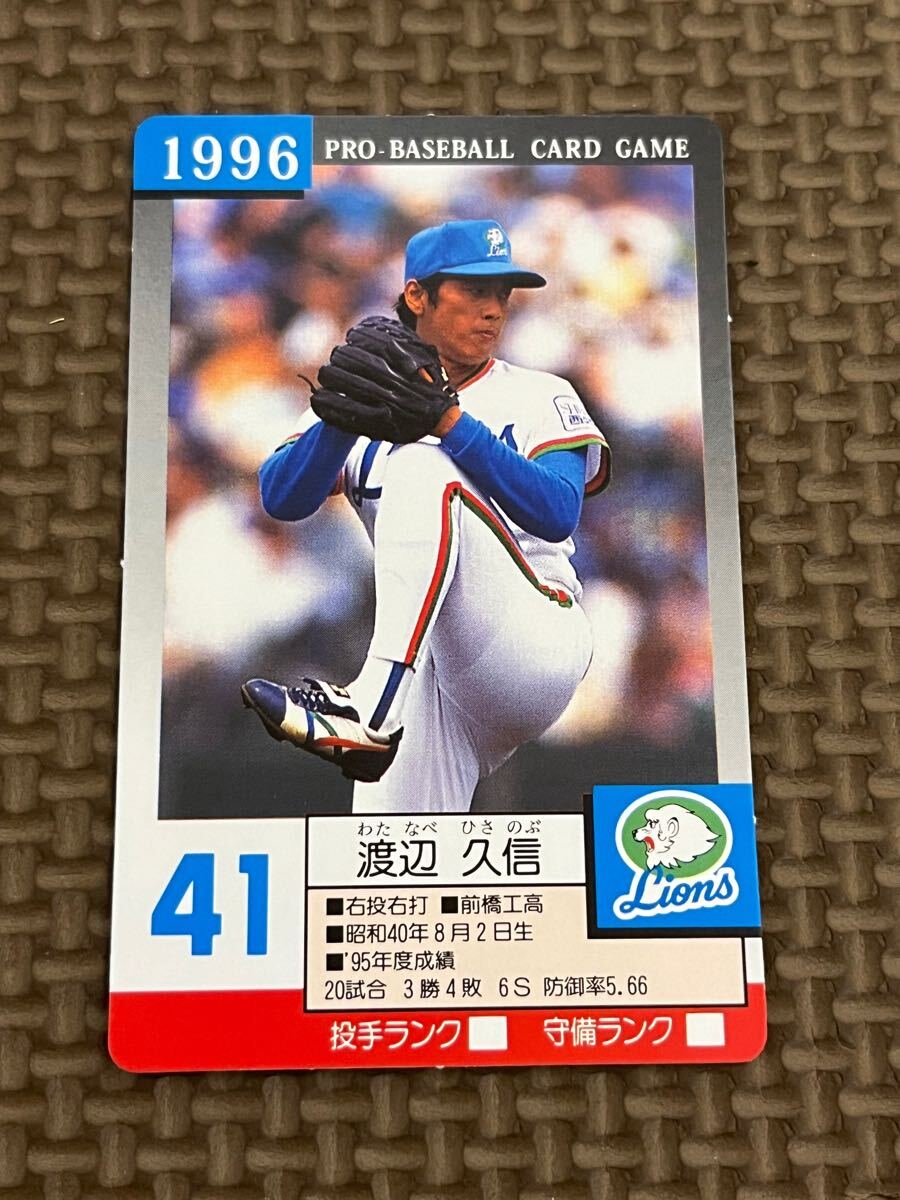 1996
PRO-BASEBALL CARD GAME
Lions
41
わた なべ ひさ のぶ
渡辺 久信
Lions
■右投右打 ■前橋工高
■昭和40年8月2日生
■'95年度成績
20試合 3勝4敗 6S 防御率5.66
投手ランク 守備ランク